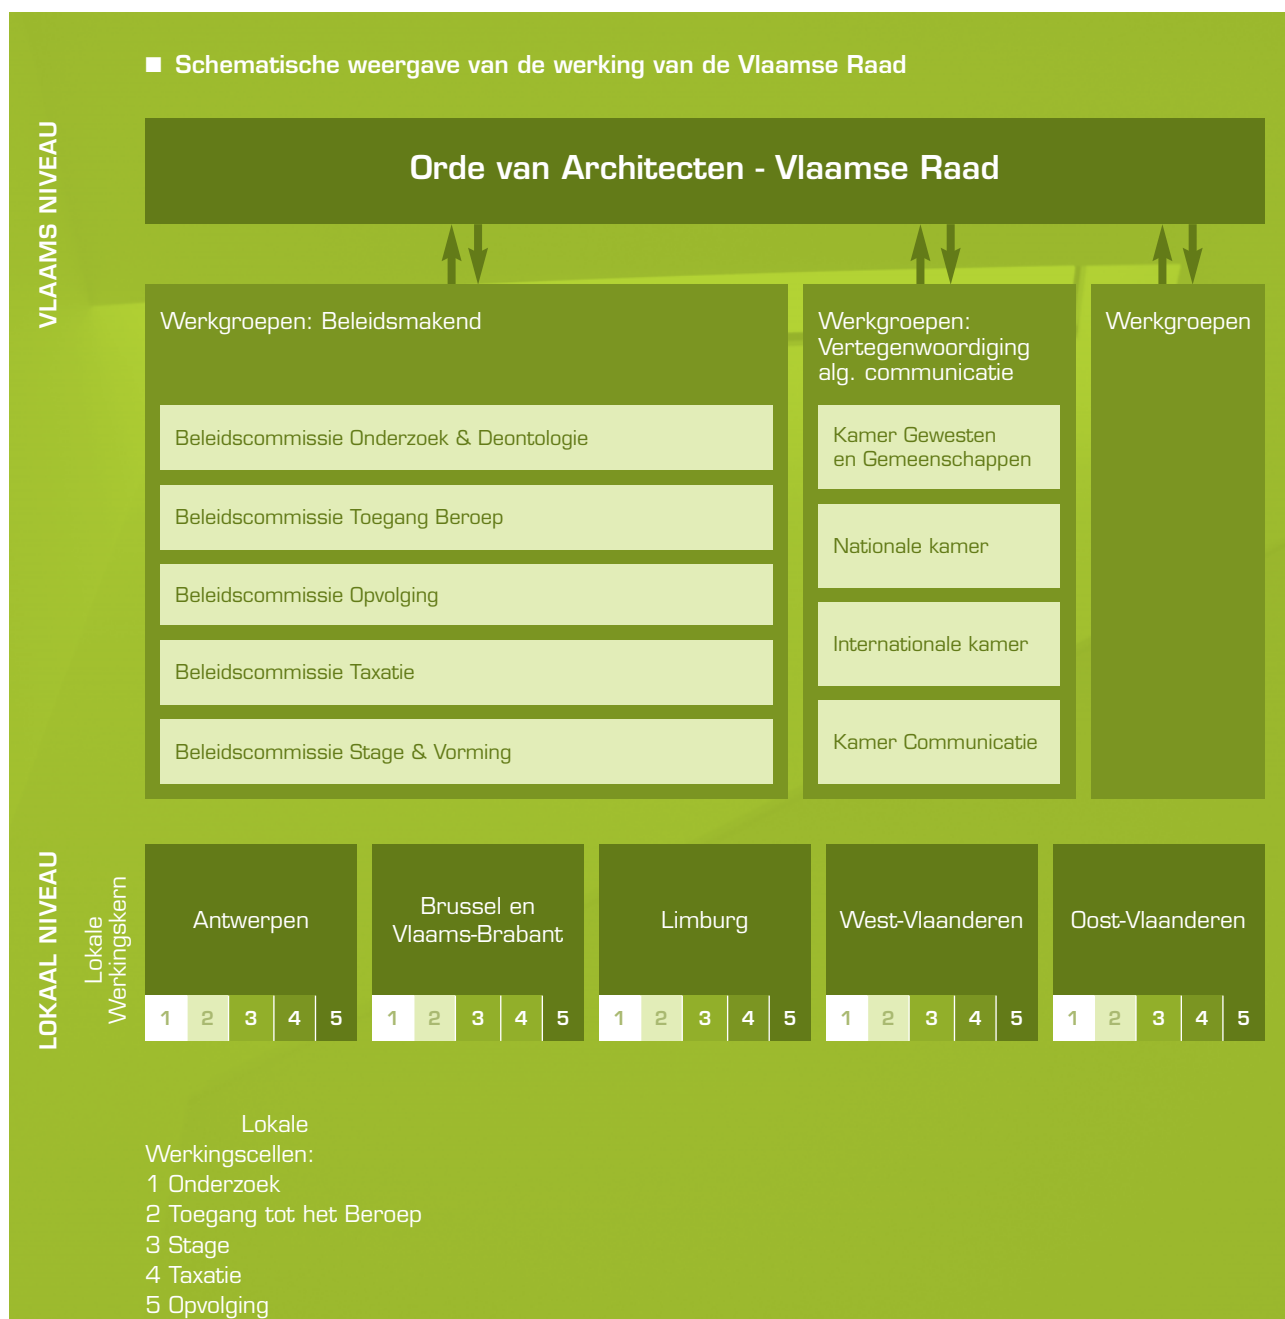 Schematische weergave van de werking van de Vlaamse Raad
VLAAMS NIVEAU
Orde van Architecten - Vlaamse Raad
Werkgroepen: Beleidsmakend
Beleidscommissie Onderzoek & Deontologie
Beleidscommissie Toegang Beroep
Beleidscommissie Opvolging
Beleidscommissie Taxatie
Beleidscommissie Stage & Vorming
Werkgroepen:
Vertegenwoordiging
alg. communicatie
Kamer Gewesten
en Gemeenschappen
Nationale kamer
Internationale kamer
Kamer Communicatie
Werkgroepen
LOKAAL NIVEAU
Lokale
Werkingskern
Antwerpen
1 2 3 4 5
Brussel en
Vlaams-Brabant
1 2 3 4 5
Limburg
1 2 3 4 5
West-Vlaanderen
1 2 3 4 5
Oost-Vlaanderen
1 2 3 4 5
Lokale
Werkingscellen:
1 Onderzoek
2 Toegang tot het Beroep
3 Stage
4 Taxatie
5 Opvolging